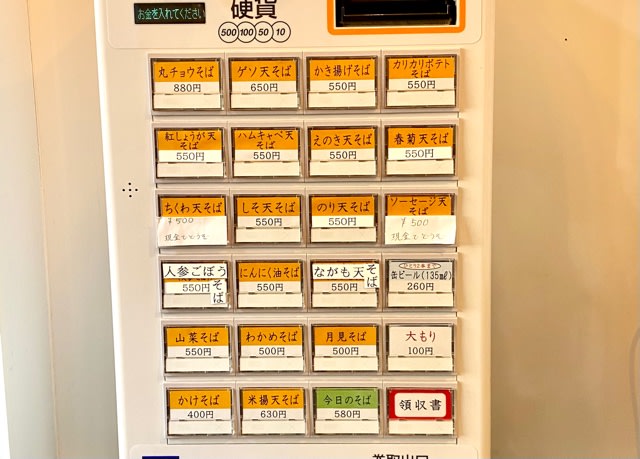 お金を入れてください
硬貨
500 100 50 10
丸チョウそば
880円
ゲソ天そば
650円
かき揚げそば
550円
カリカリポテト
そば
550円
紅しょうが天
そば
550円
ハムキャベ天
そば
550円
えのき天そば
550円
春菊天そば
550円
ちくわ天そば
¥500
しそ天そば
550円
のり天そば
550円
ソーセージ天
そば
¥500
人参ごぼう
そば
550円
にんにく油そば
550円
ながも天そば
550円
缶ビール(135㎖)
260円
山菜そば
550円
わかめそば
500円
月見そば
500円
大もり
100円
かけそば
400円
米揚天そば
630円
今日のそば
580円
領収書